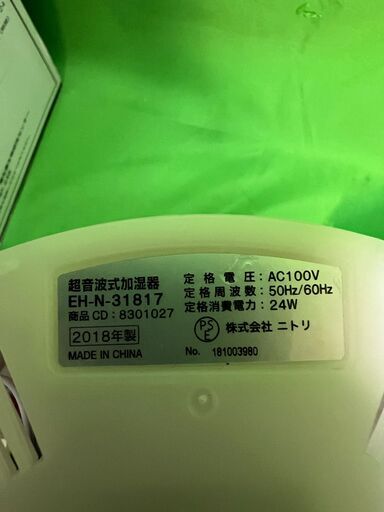 超音波式加湿器
EH-N-31817
商品 CD : 8301027
2018年製
MADE IN CHINA
定格電圧 : AC100V
定格周波数 : 50Hz/60Hz
定格消費電力 : 24W
PSE 株式会社 ニトリ
No. 181003980